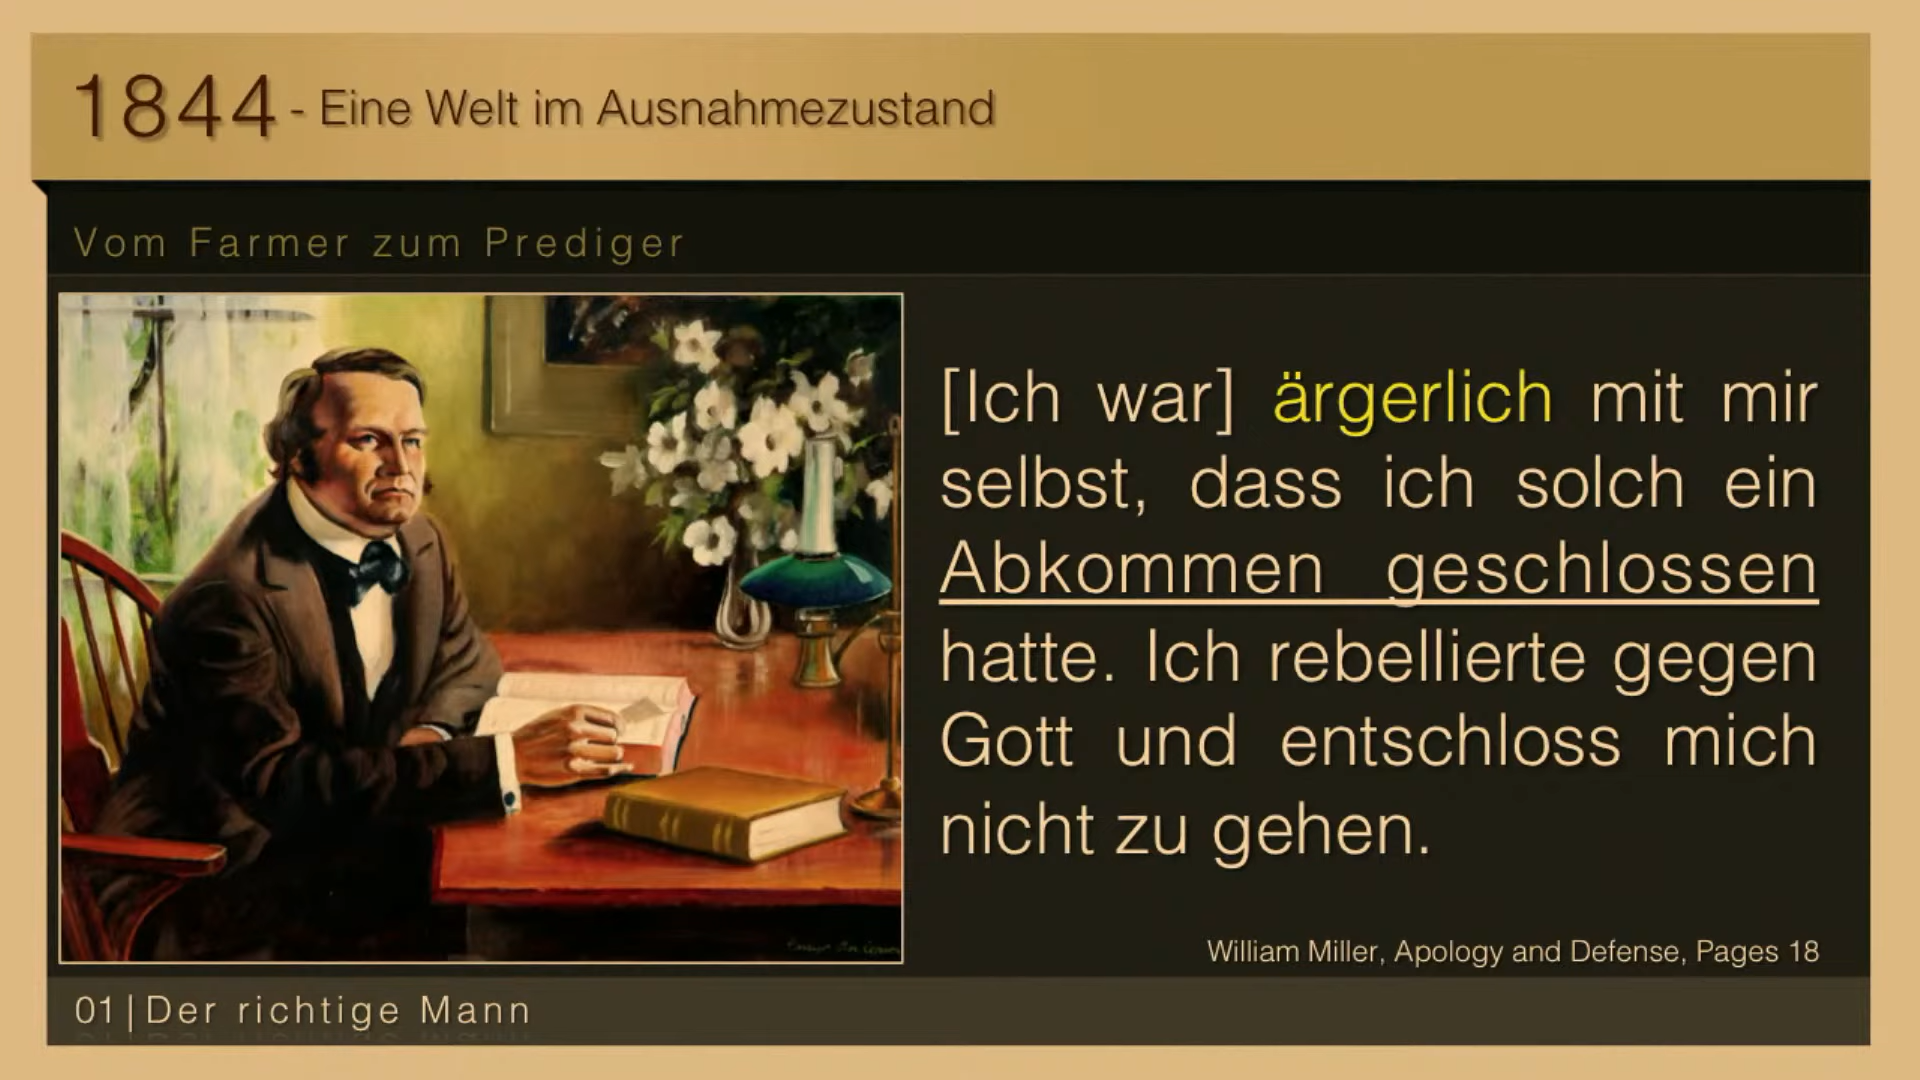 1844 - Eine Welt im Ausnahmezustand
Vom Farmer zum Prediger
[Ich war] ärgerlich mit mir
selbst, dass ich solch ein
Abkommen geschlossen
hatte. Ich rebellierte gegen
Gott und entschloss mich
nicht zu gehen.
William Miller, Apology and Defense, Pages 18
01|Der richtige Mann